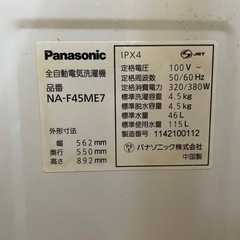 Panasonic
全自動電気洗濯機
品番
NA-F45ME7
外形寸法
幅 562mm
奥行 550mm
高さ 892mm
IPX4
JET
定格電圧 100V~
定格周波数 50/60Hz
定格消費電力 320/380W
標準洗濯容量 4.5kg
標準脱水容量 4.5kg
標準水量 46L
標準使用水量 115L
製造番号 1142100112
パナソニック株式会社
中国製